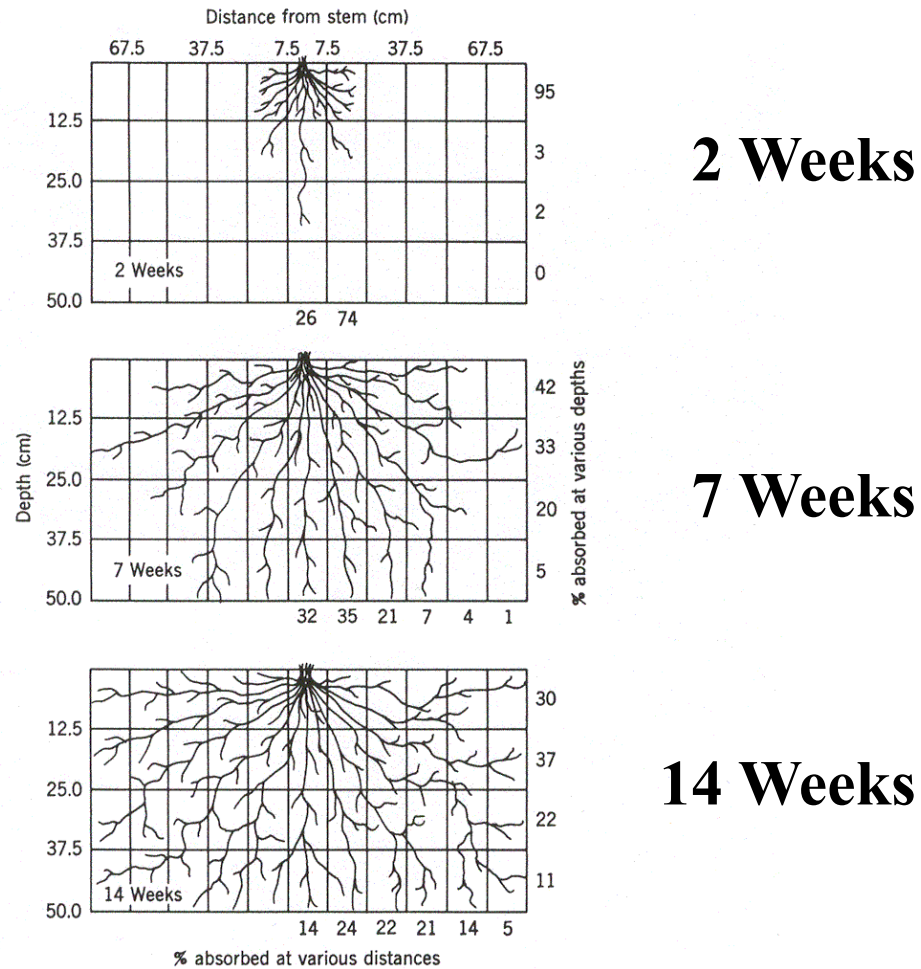 Distance from stem (cm)
67.5 37.5 7.5 7.5 37.5 67.5
95
12.5
3
2 Weeks
25.0
2
37.5
2 Weeks 0
50.0
26 74
42
12.5
33
25.0
7 Weeks
20
37.5
7 Weeks 5
50.0
32 35 21 7 4 1
Depth (cm)
% absorbed at various depths
30
12.5
37
14 Weeks
25.0
22
37.5
11
14 Weeks
50.0
14 24 22 21 14 5
% absorbed at various distances